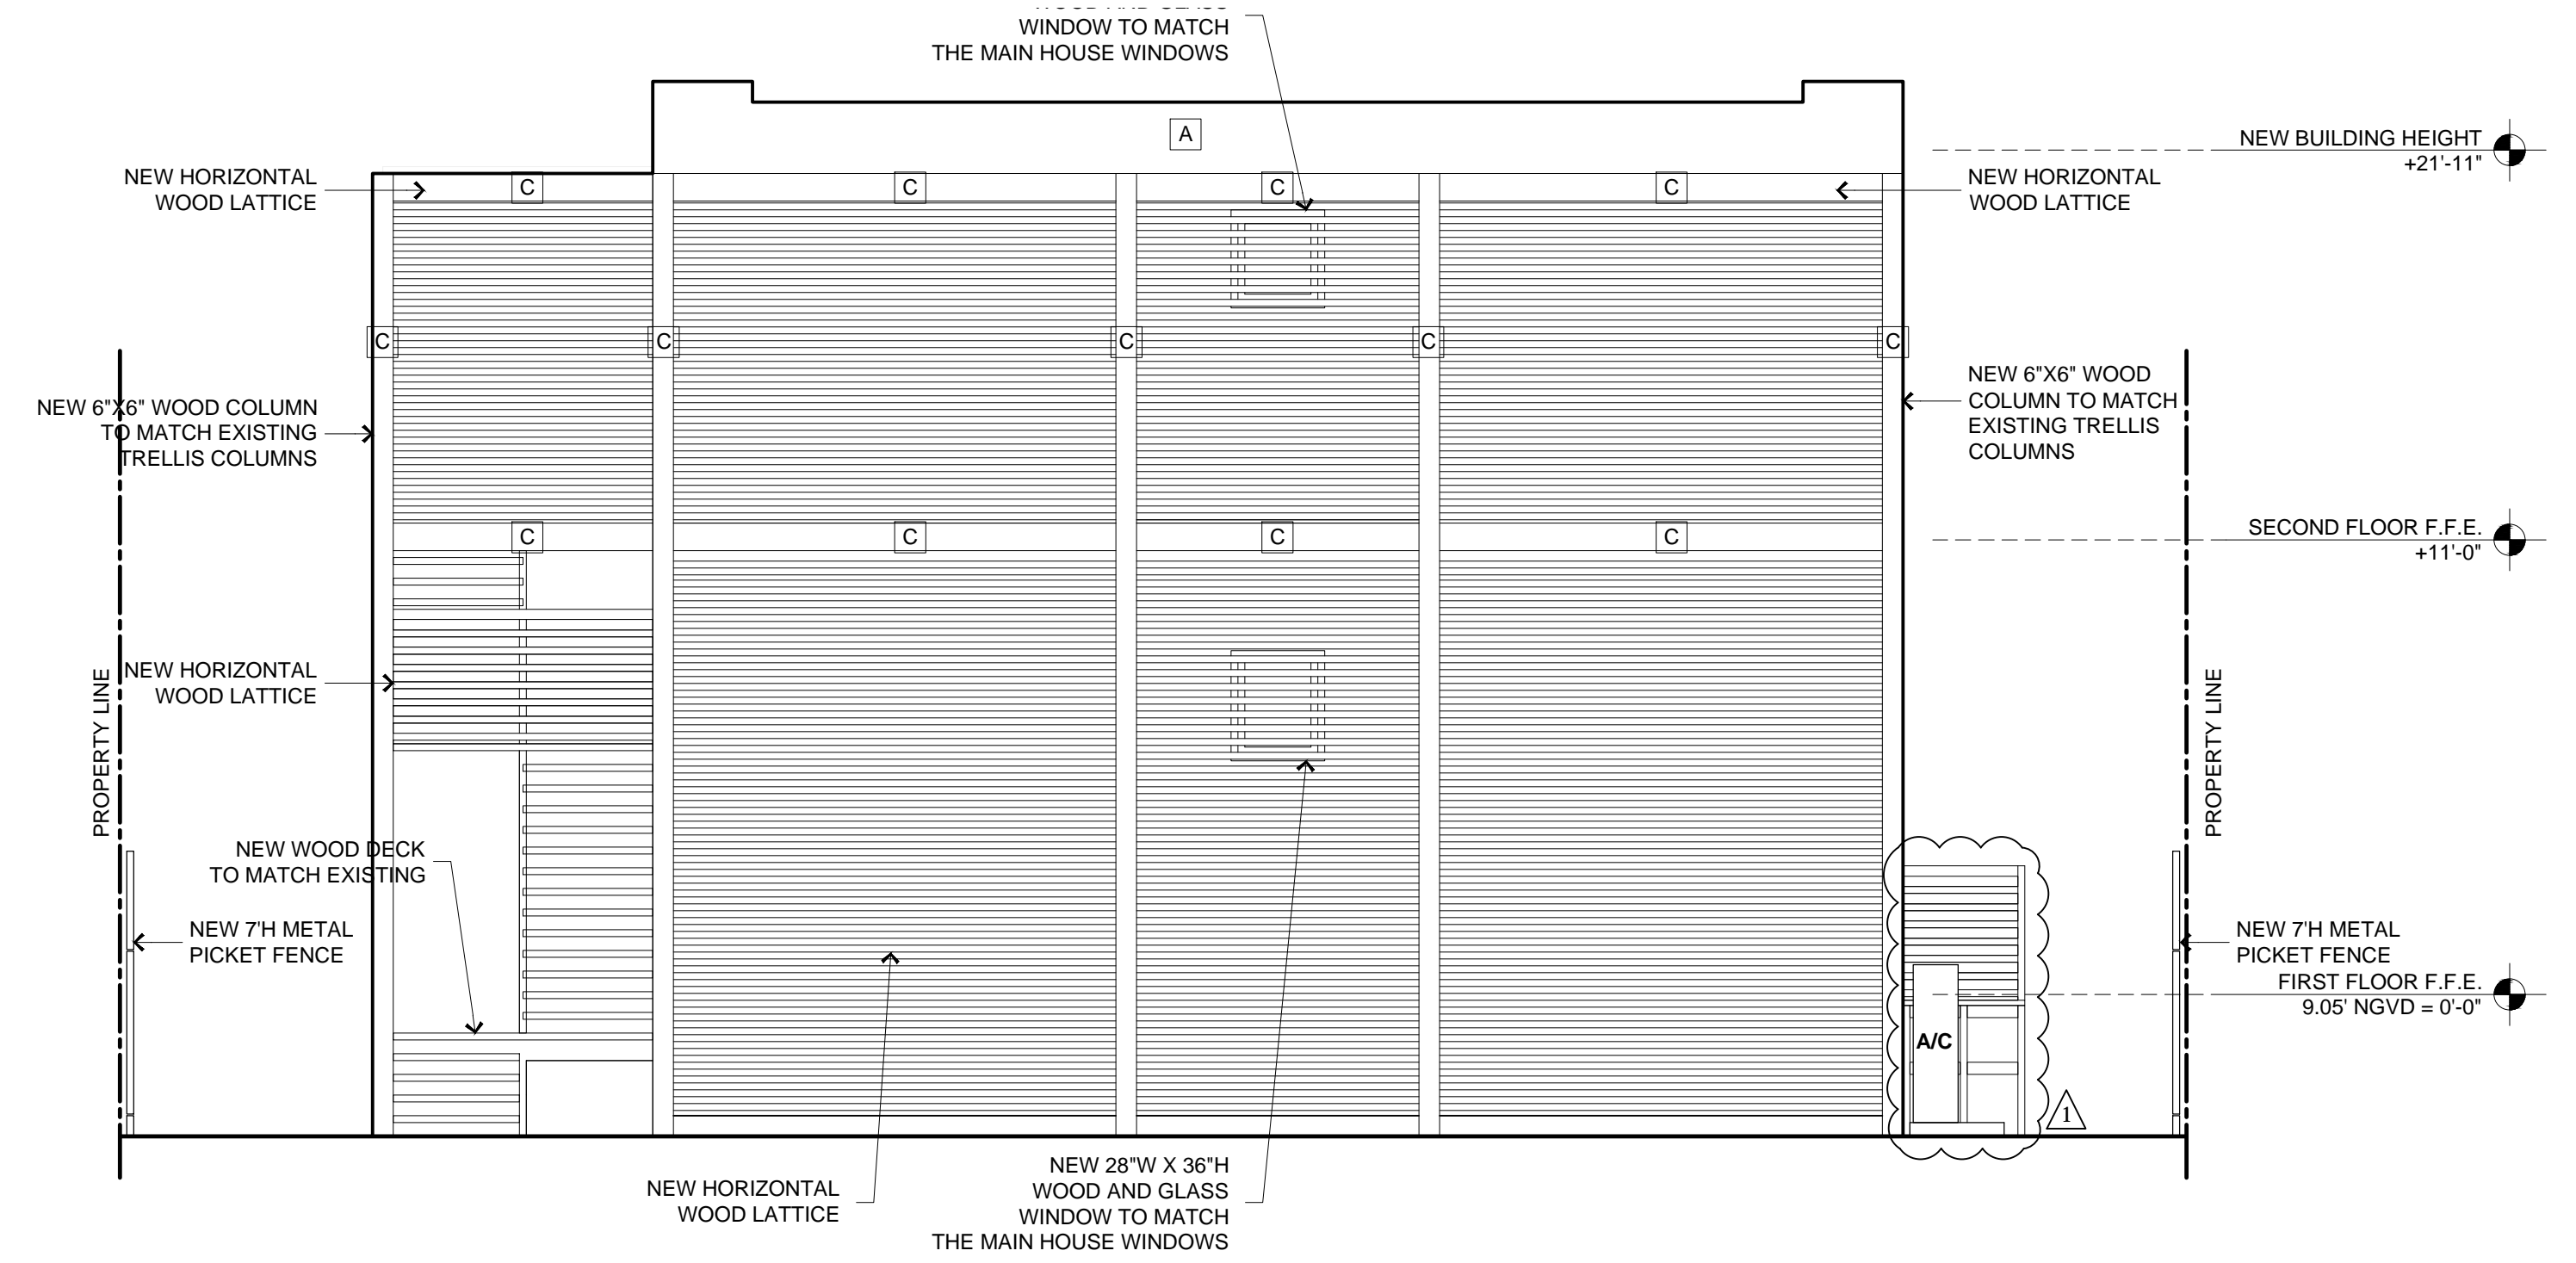 WINDOW TO MATCH
THE MAIN HOUSE WINDOWS
A
NEW BUILDING HEIGHT
+21'-11"
NEW HORIZONTAL
WOOD LATTICE
C
C
C
C
NEW HORIZONTAL
WOOD LATTICE
C
C
C
C
C
NEW 6"X6" WOOD COLUMN
TO MATCH EXISTING
TRELLIS COLUMNS
NEW 6"X6" WOOD
COLUMN TO MATCH
EXISTING TRELLIS
COLUMNS
C
C
C
C
SECOND FLOOR F.F.E.
+11'-0"
NEW HORIZONTAL
WOOD LATTICE
PROPERTY LINE
PROPERTY LINE
NEW WOOD DECK
TO MATCH EXISTING
NEW 7'H METAL
PICKET FENCE
NEW 7'H METAL
PICKET FENCE
FIRST FLOOR F.F.E.
9.05' NGVD = 0'-0"
A/C
1
NEW HORIZONTAL
WOOD LATTICE
NEW 28"W X 36"H
WOOD AND GLASS
WINDOW TO MATCH
THE MAIN HOUSE WINDOWS